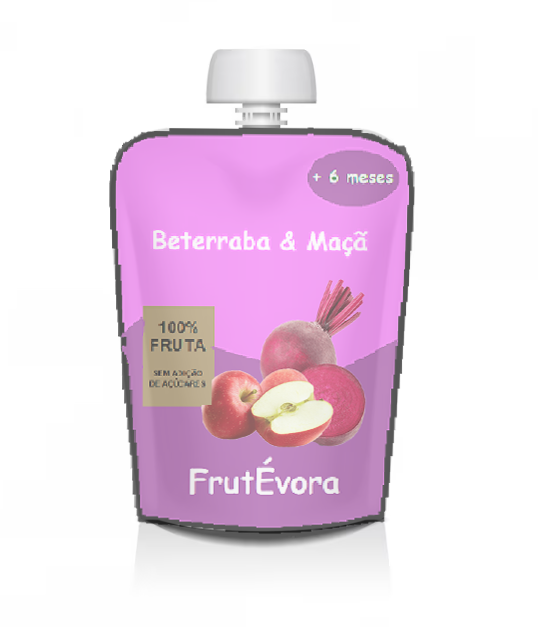 + 6 meses
Beterraba & Maçã
100%
FRUTA
SEM ADIÇÃO
DE AÇÚCARES
FrutÉvora